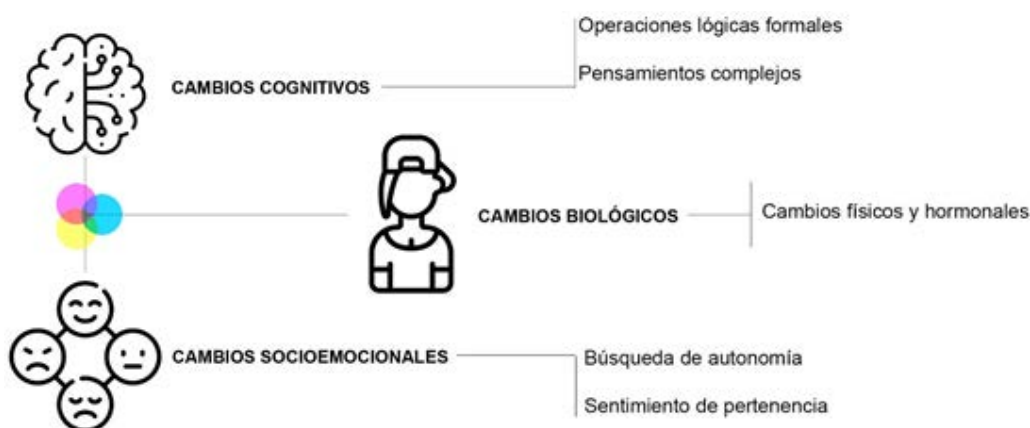 Operaciones lógicas formales
CAMBIOS COGNITIVOS
Pensamientos complejos
CAMBIOS BIOLÓGICOS
Cambios físicos y hormonales
CAMBIOS SOCIOEMOCIONALES
Búsqueda de autonomía
Sentimiento de pertenencia